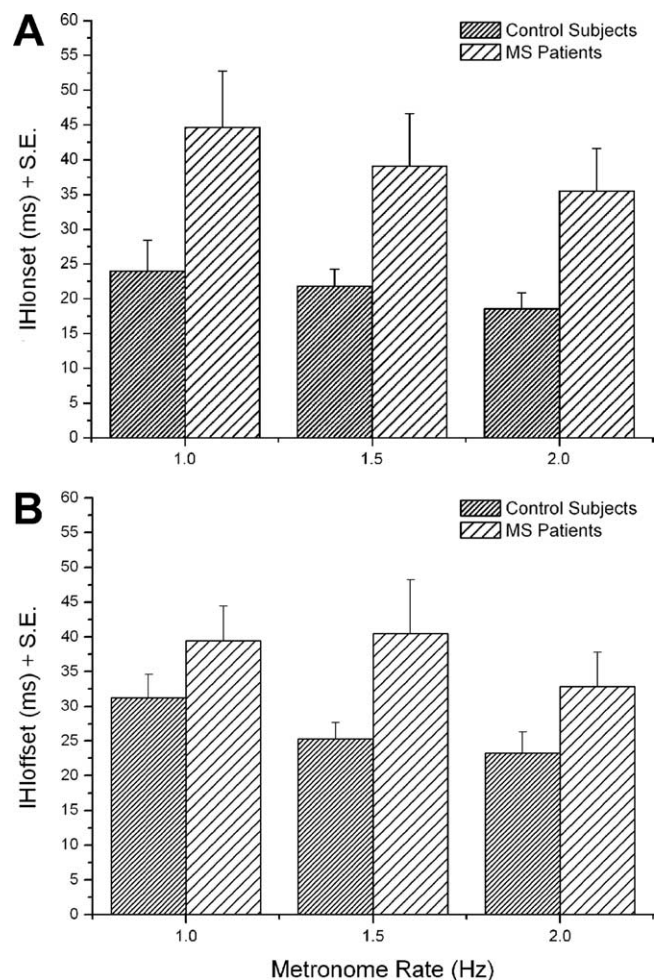 A
60
55
50
45
40
35
30
25
20
15
10
5
0
IHIonset (ms) + S.E.
Control Subjects
MS Patients
1.0 1.5 2.0
B
60
55
50
45
40
35
30
25
20
15
10
5
0
IHIoffset (ms) + S.E.
Control Subjects
MS Patients
1.0 1.5 2.0
Metronome Rate (Hz)